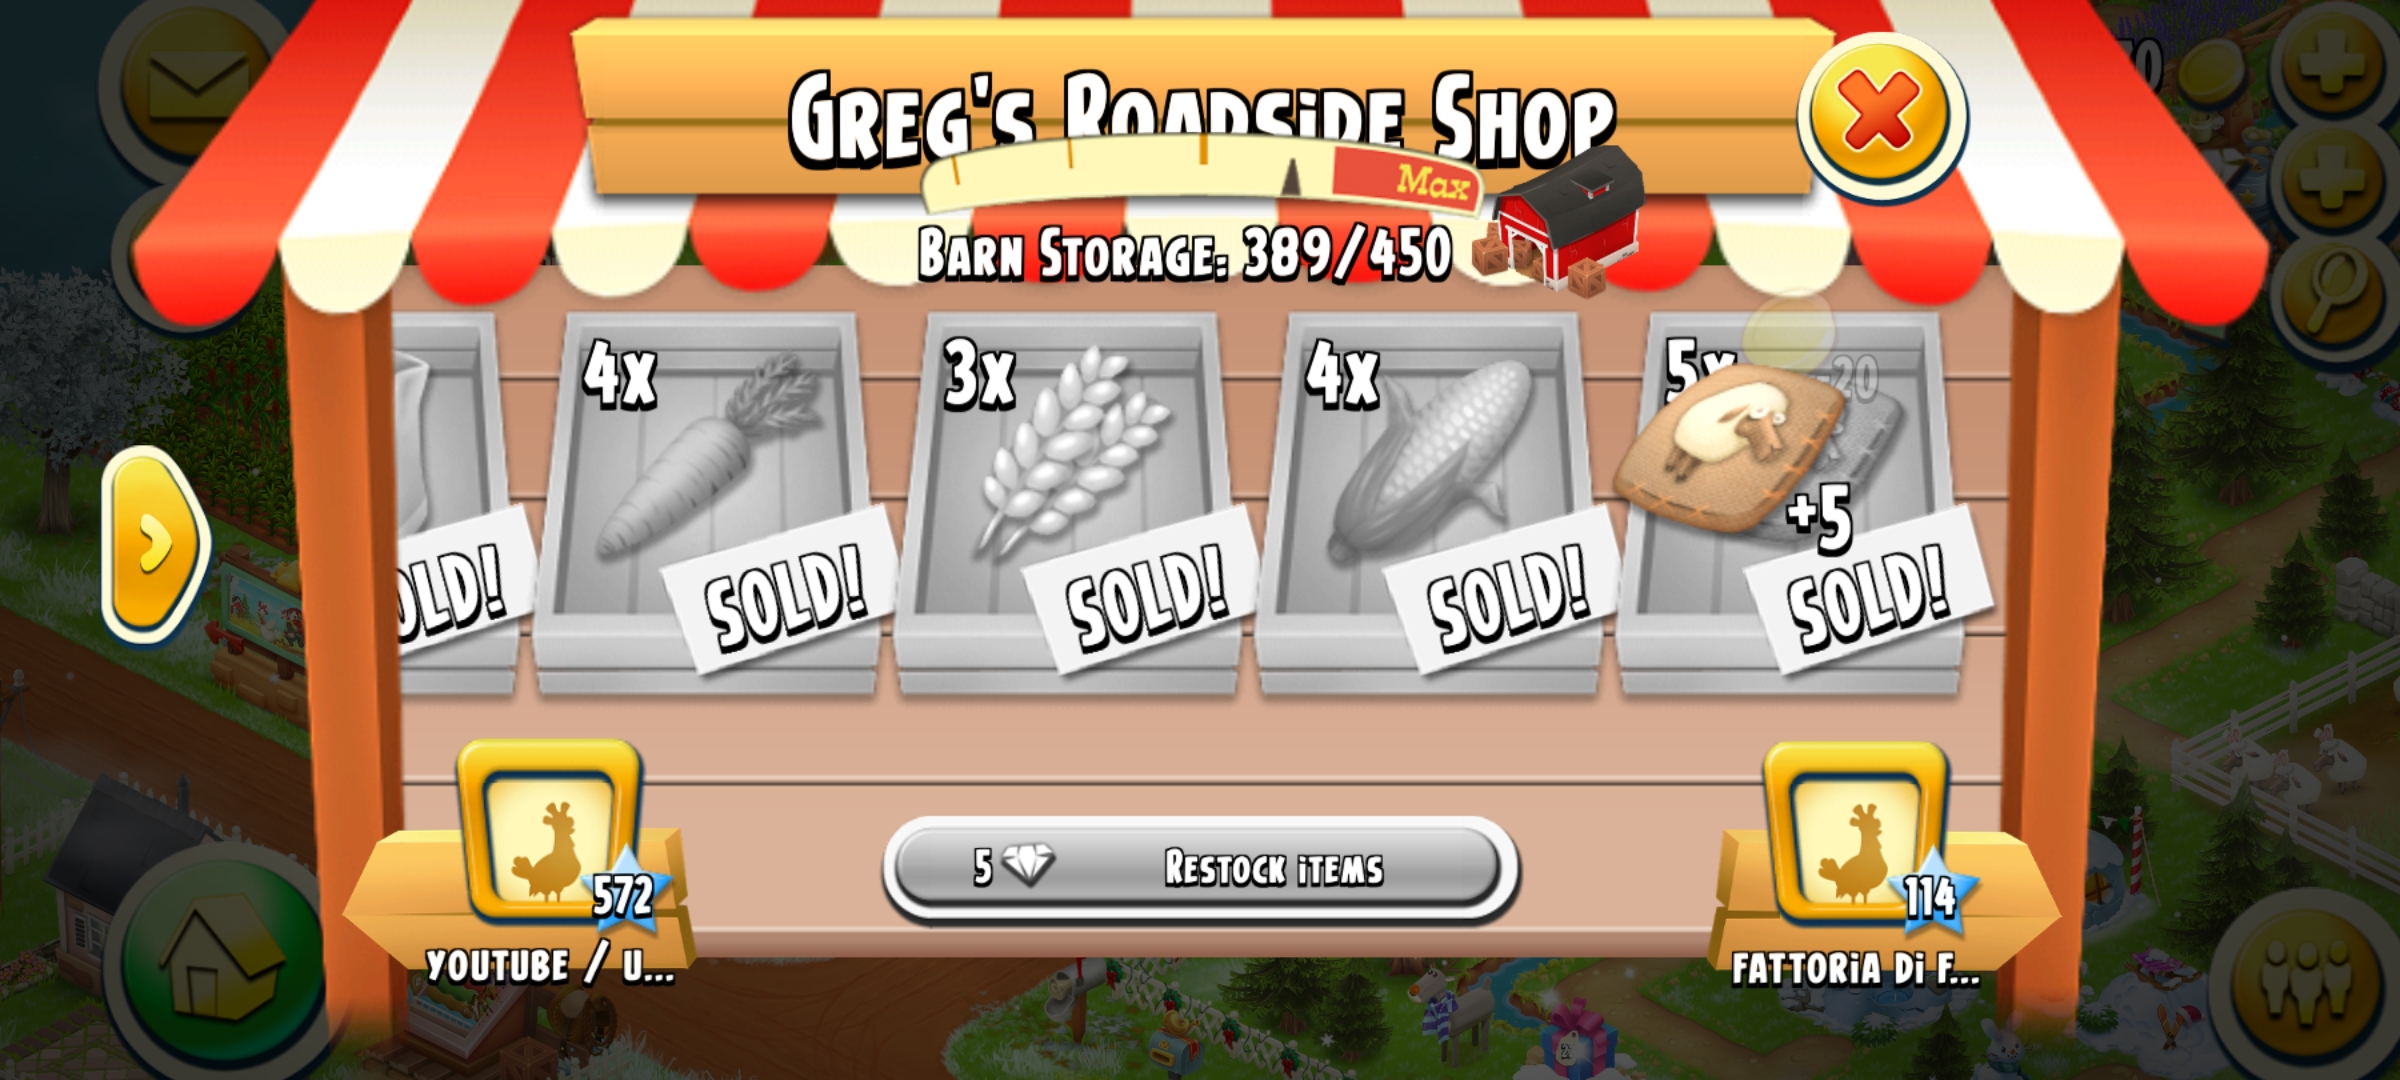 GREG'S ROADSIDE SHOP
Max
BARN STORAGE: 389/450
4x
3x
4x
5x
-20
+5
OLD!
SOLD!
SOLD!
SOLD!
SOLD!
572
5
RESTOCK ITEMS
114
YOUTUBE / U...
FATTORIA DI F...